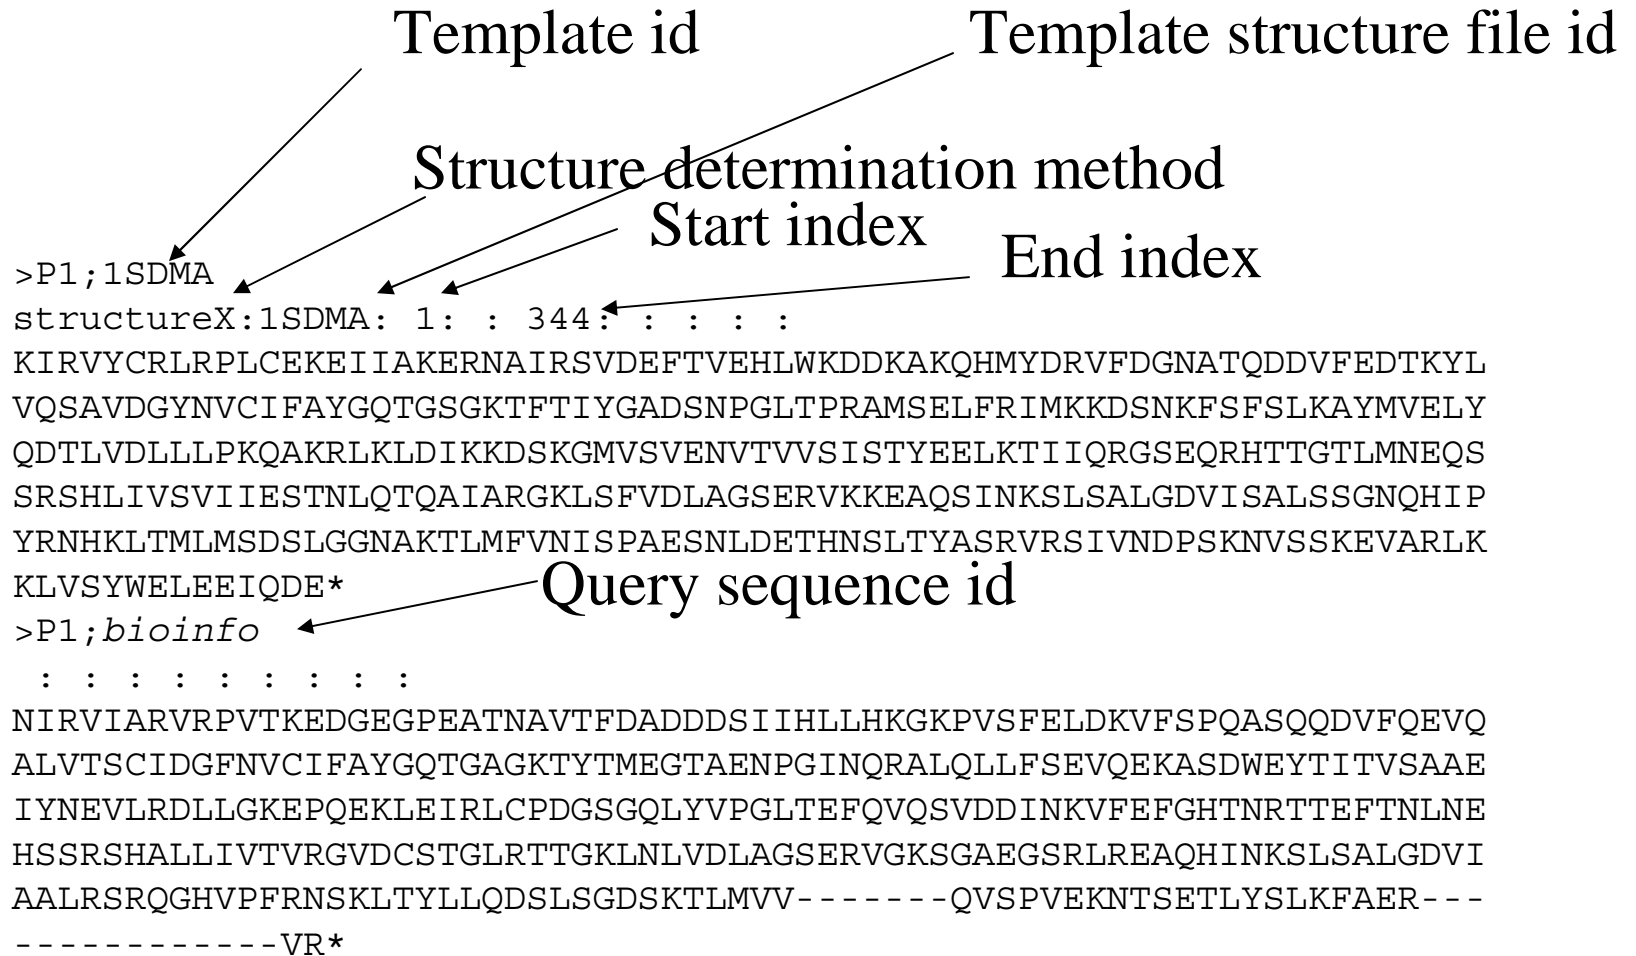 Template id
Template structure file id
Structure determination method
Start index
End index
>P1;1SDMA
structureX:1SDMA: 1: : 344: : : : :
KIRVYCRLRPLCEKEIIAKERNAIRSVDEFTVEHLWKDDKAKQHMYDRVFDGNATQDDVFEDTKYL
VQSAVDGYNVCIFAYGQTGSGKTFTIYGADSNPGLTPRAMSELFRIMKKDSNKFSFSLKAYMVELY
QDTLVDLLLPKQAKRLKLDIKKDSKGMVSVENVTVVSISTYEELKTIIQRGSEQRHTTGTLMNEQS
SRSHLIVSVIIESTNLQTQAIARGKLSFVDLAGSERVKKEAQSINKSLSALGDVISALSSGNQHIP
YRNHKLTMLMSDSLGGNAKTLMFVNISPAESNLDETHNSLTYASRVRSIVNDPSKNVSSKEVARLK
KLVSYWELEEIQDE*
Query sequence id
>P1;bioinfo
: : : : : : : : :
NIRVIARVRPVTKEDGEGPEATNAVTFDADDDSIIHLLHKGKPVSFELDKVFSPQASQQDVFQEVQ
ALVTSCIDGFNVCIFAYGQTGAGKTYTMEGTAENPGINQRALQLLFSEVQEKASDWEYTITVSAAE
IYNEVLRDLLGKEPQEKLEIRLCPDGSGQLYVPGLTEFQVQSVDDINKVFEFGHTNRTTEFTNLNE
HSSRSHALLIVTVRGVDCSTGLRTTGKLNLVDLAGSERVGKSGAEGSRLREAQHINKSLSALGDVI
AALRSRQGHVPFRNSKLTYLLQDSLSGDSKTLMVV-------QVSPVEKNTSETLYSLKFAER---
------------VR*